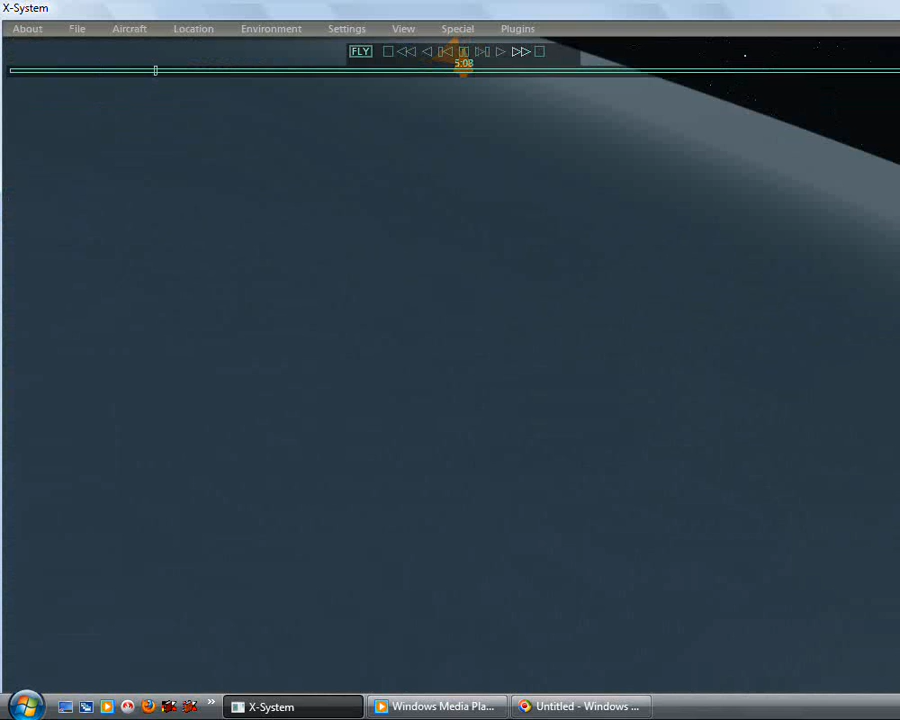 X-System
About File Aircraft Location Environment Settings View Special Plugins
FLY
5:08
X-System Windows Media Pla... Untitled - Windows ...